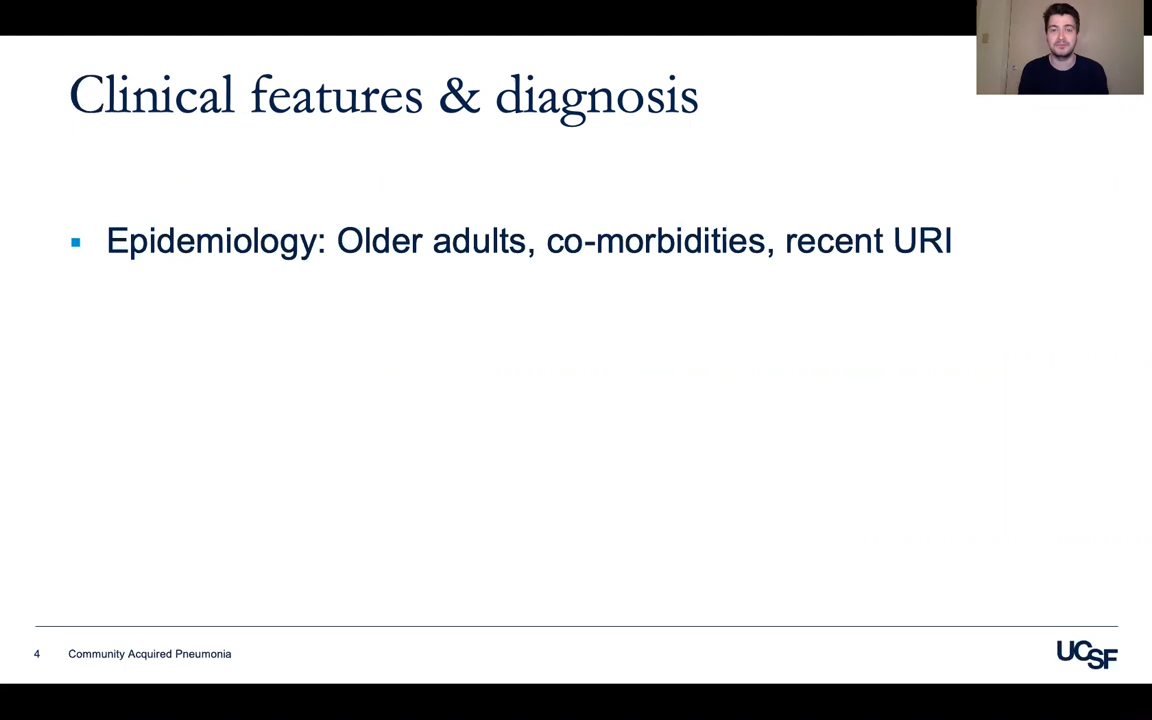 Clinical features & diagnosis
Epidemiology: Older adults, co-morbidities, recent URI
4 Community Acquired Pneumonia
UCSF